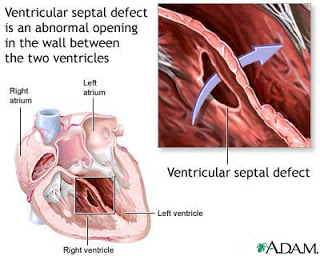 Ventricular septal defect
is an abnormal opening
in the wall between
the two ventricles
Right
atrium
Left
atrium
Ventricular septal defect
Left ventricle
Right ventricle
A.D.A.M.